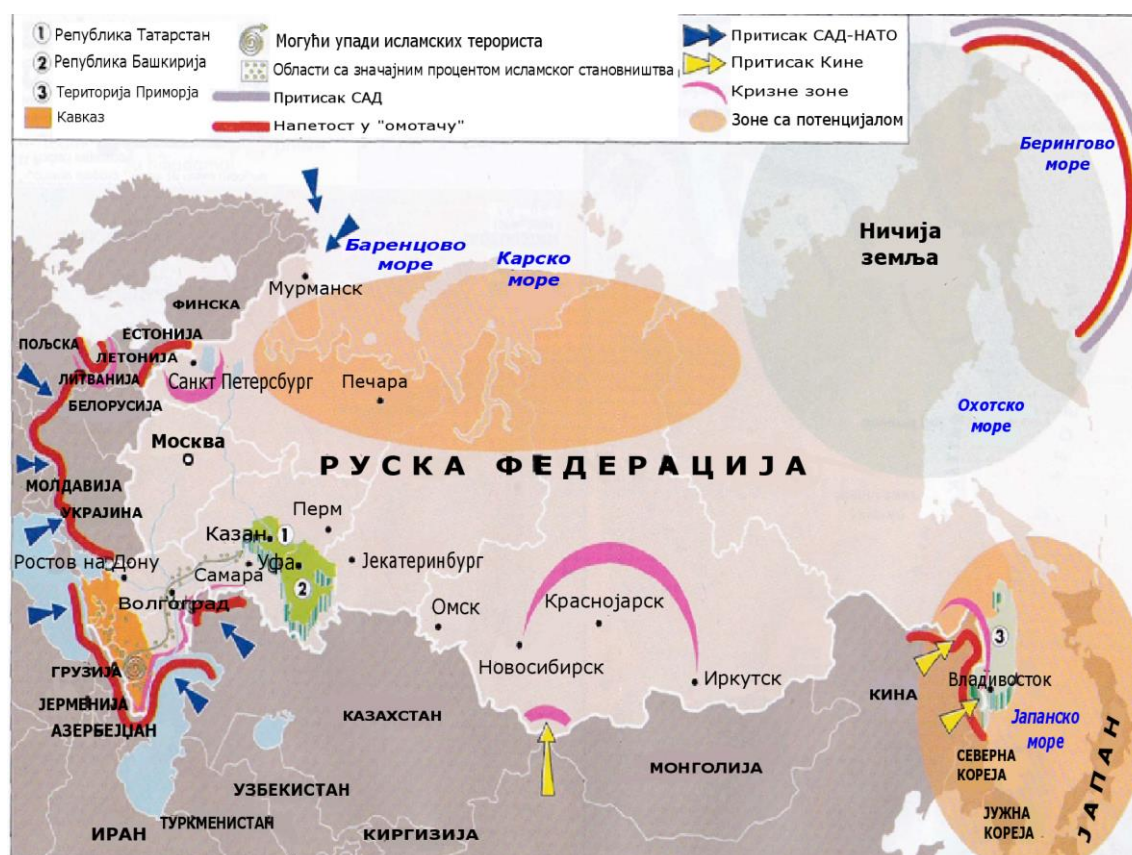 1 Република Татарстан
2 Република Башкирија
3 Територија Приморја
Кавказ
Могући упади исламских терориста
Области са значајним процентом исламског становништва
Притисак САД
Напетост у "омотачу"
Притисак САД-НАТО
Притисак Кине
Кризне зоне
Зоне са потенцијалом
Берингово
море
Ничија
земља
Баренцово
море
Карско
море
Мурманск
ФИНСКА
ЕСТОНИЈА
ПОЉСКА
ЛЕТОНИЈА
ЛИТВАНИЈА
Санкт Петерсбург
Печара
БЕЛОРУСИЈА
Охотско
море
Москва
РУСКА ФЕДЕРАЦИЈА
МОЛДАВИЈА
УКРАЈИНА
Перм
Казан
1
Ростов на Дону
Самара
Уфа
Јекатеринбург
2
Волгоград
Омск
Краснојарск
3
Новосибирск
Иркутск
ГРУЗИЈА
КИНА
Владивосток
ЈЕРМЕНИЈА
АЗЕРБЕЈЏАН
КАЗАХСТАН
Јапанско
море
СЕВЕРНА
КОРЕЈА
МОНГОЛИЈА
УЗБЕКИСТАН
ЈАПАН
ТУРКМЕНИСТАН
ИРАН
КИРГИЗИЈА
ЈУЖНА
КОРЕЈА